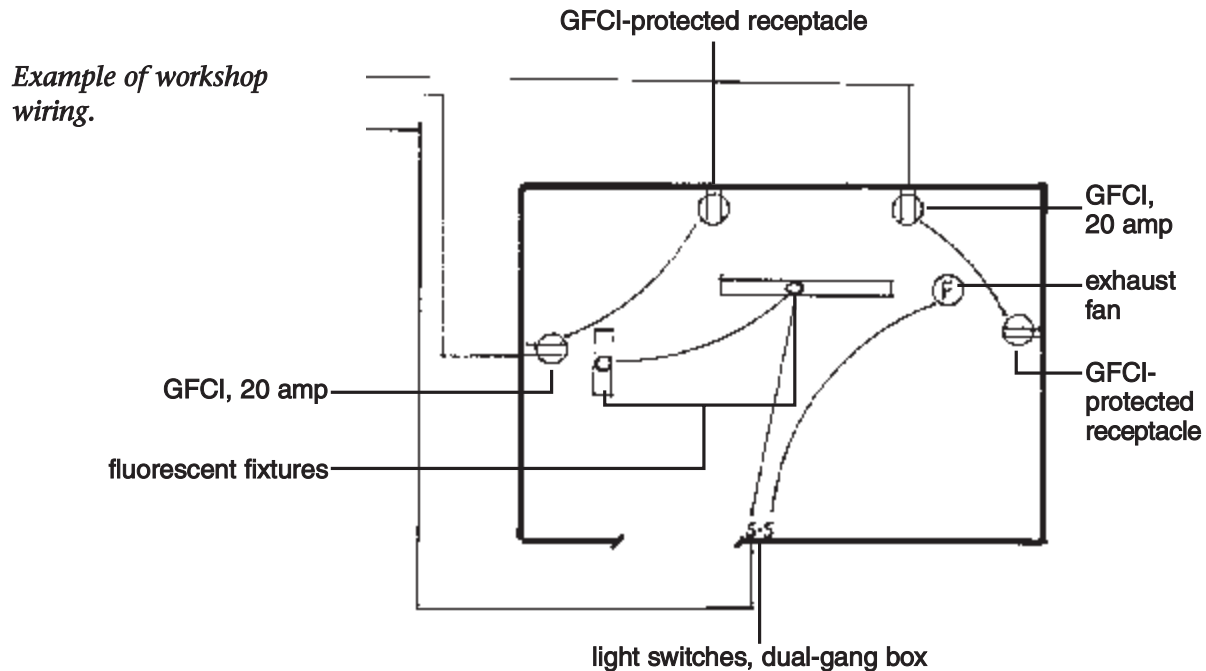 GFCI-protected receptacle
Example of workshop
wiring.
GFCI,
20 amp
exhaust
fan
F
GFCI, 20 amp
GFCI-
protected
receptacle
fluorescent fixtures
S-S
light switches, dual-gang box